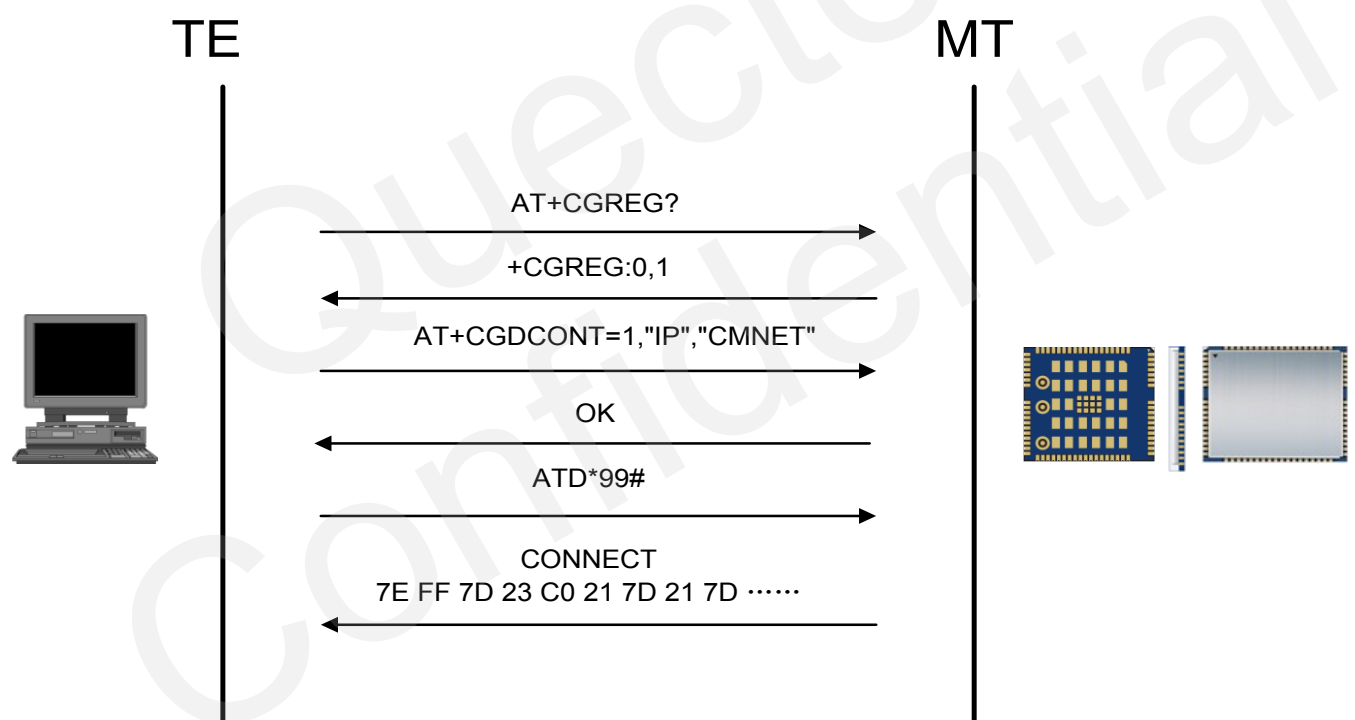 TE
MT
AT+CGREG?
+CGREG:0,1
AT+CGDCONT=1,"IP","CMNET"
OK
ATD*99#
CONNECT
7E FF 7D 23 C0 21 7D 21 7D ······
Quecte
Confidential